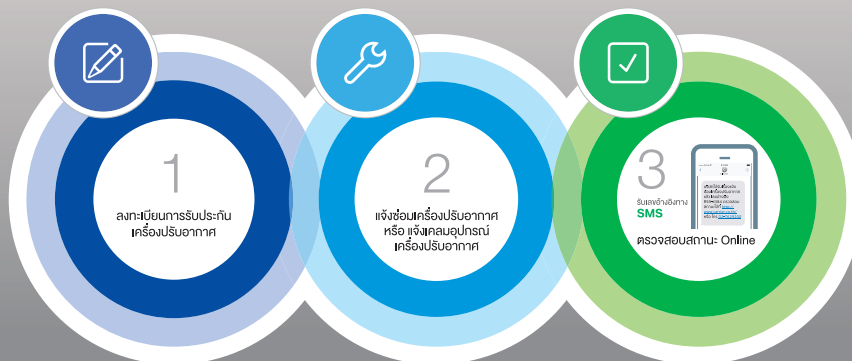 1
ลงทะเบียนการรับประกัน
เครื่องปรับอากาศ
2
แจ้งซ่อมเครื่องปรับอากาศ
หรือ แจ้งเคลมอุปกรณ์
เครื่องปรับอากาศ
3
รับเลขอ้างอิงทาง
SMS
ตรวจสอบสถานะ Online